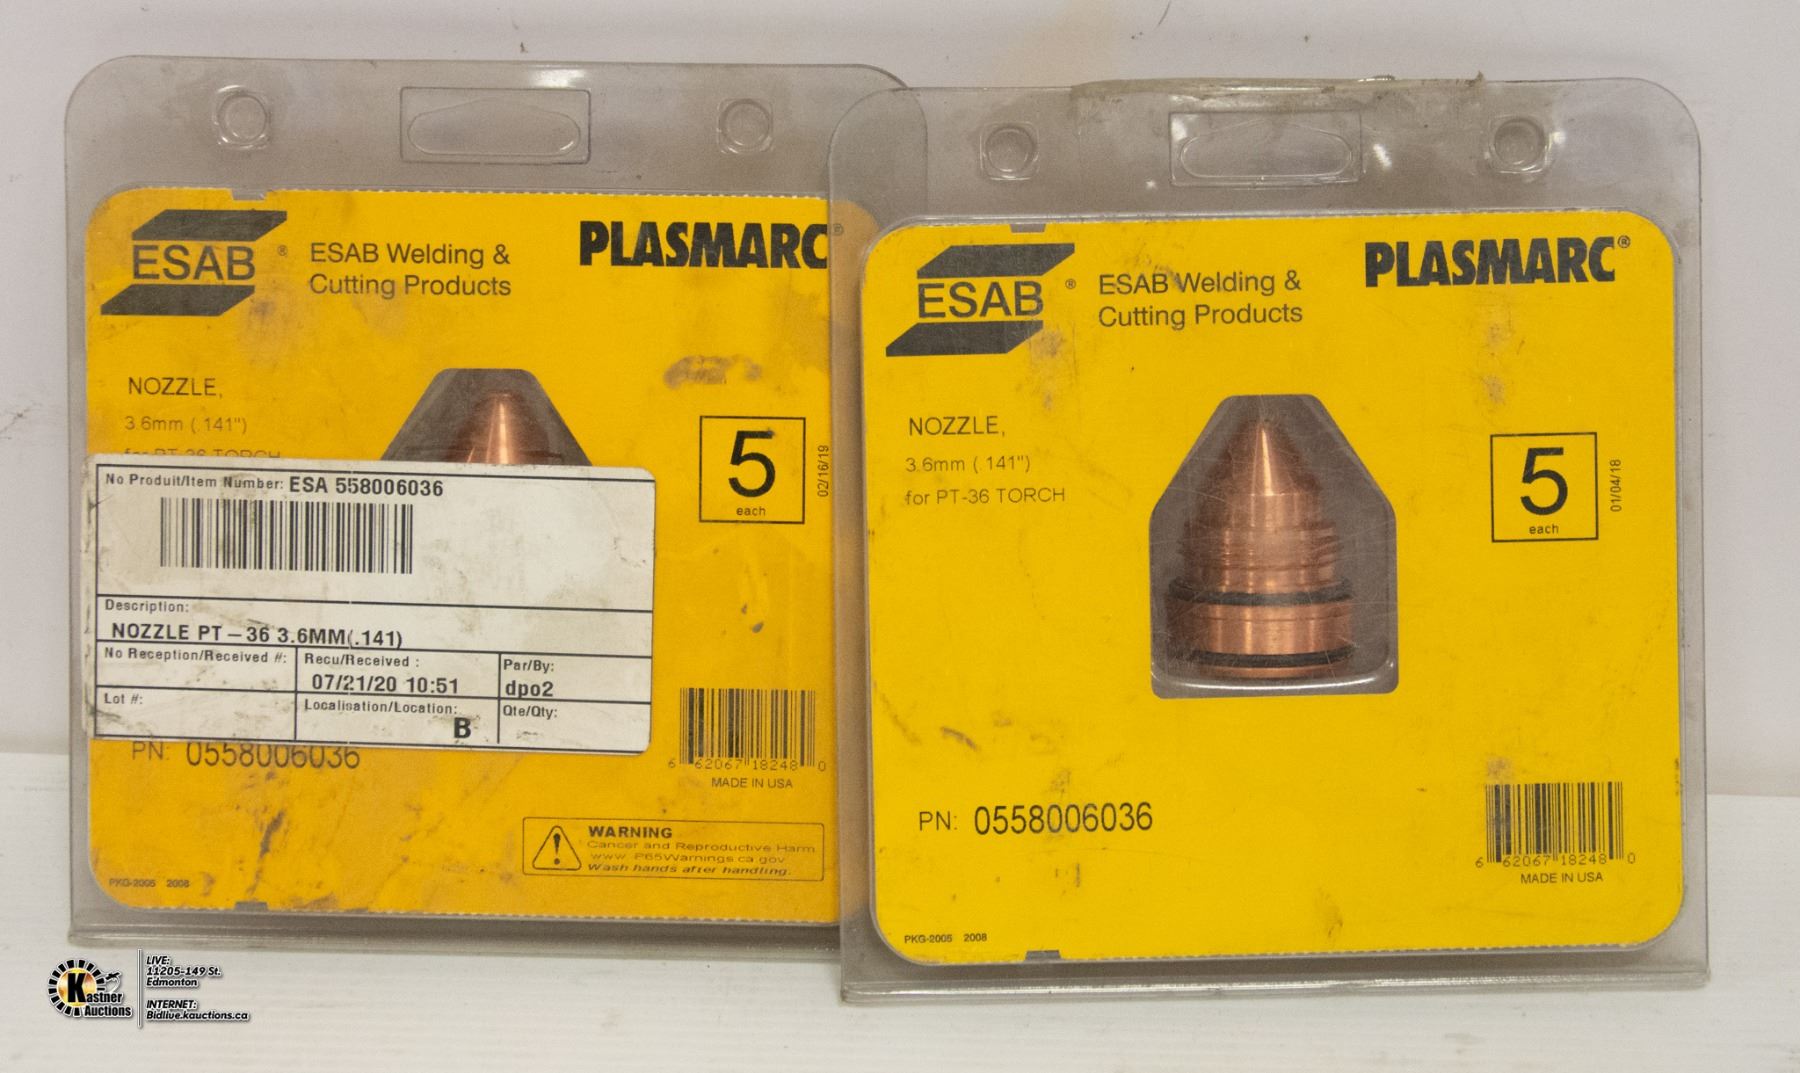 ESAB®
ESAB Welding &
Cutting Products
PLASMARC®
NOZZLE,
3.6mm (.141")
for PT-36 TORCH
5
each
02/16/19
No Produit/Item Number: ESA 558006036
Description:
NOZZLE PT-36 3.6MM(.141)
No Reception/Received #:
Recu/Received :
07/21/20 10:51
Par/By:
dpo2
Lot #:
Localisation/Location:
B
Qte/Qty:
PN: 0558006036
6 62067 18248 0
MADE IN USA
WARNING
Cancer and Reproductive Harm
www.P65Warnings.ca.gov
Wash hands after handling.
PKG-2005 2008
ESAB®
ESAB Welding &
Cutting Products
PLASMARC®
NOZZLE,
3.6mm (.141")
for PT-36 TORCH
5
each
01/04/18
PN: 0558006036
6 62067 18248 0
MADE IN USA
PKG-2005 2008
Kastner
Auctions
LIVE:
11205-149 St.
Edmonton
INTERNET:
Bidlive.kauctions.ca